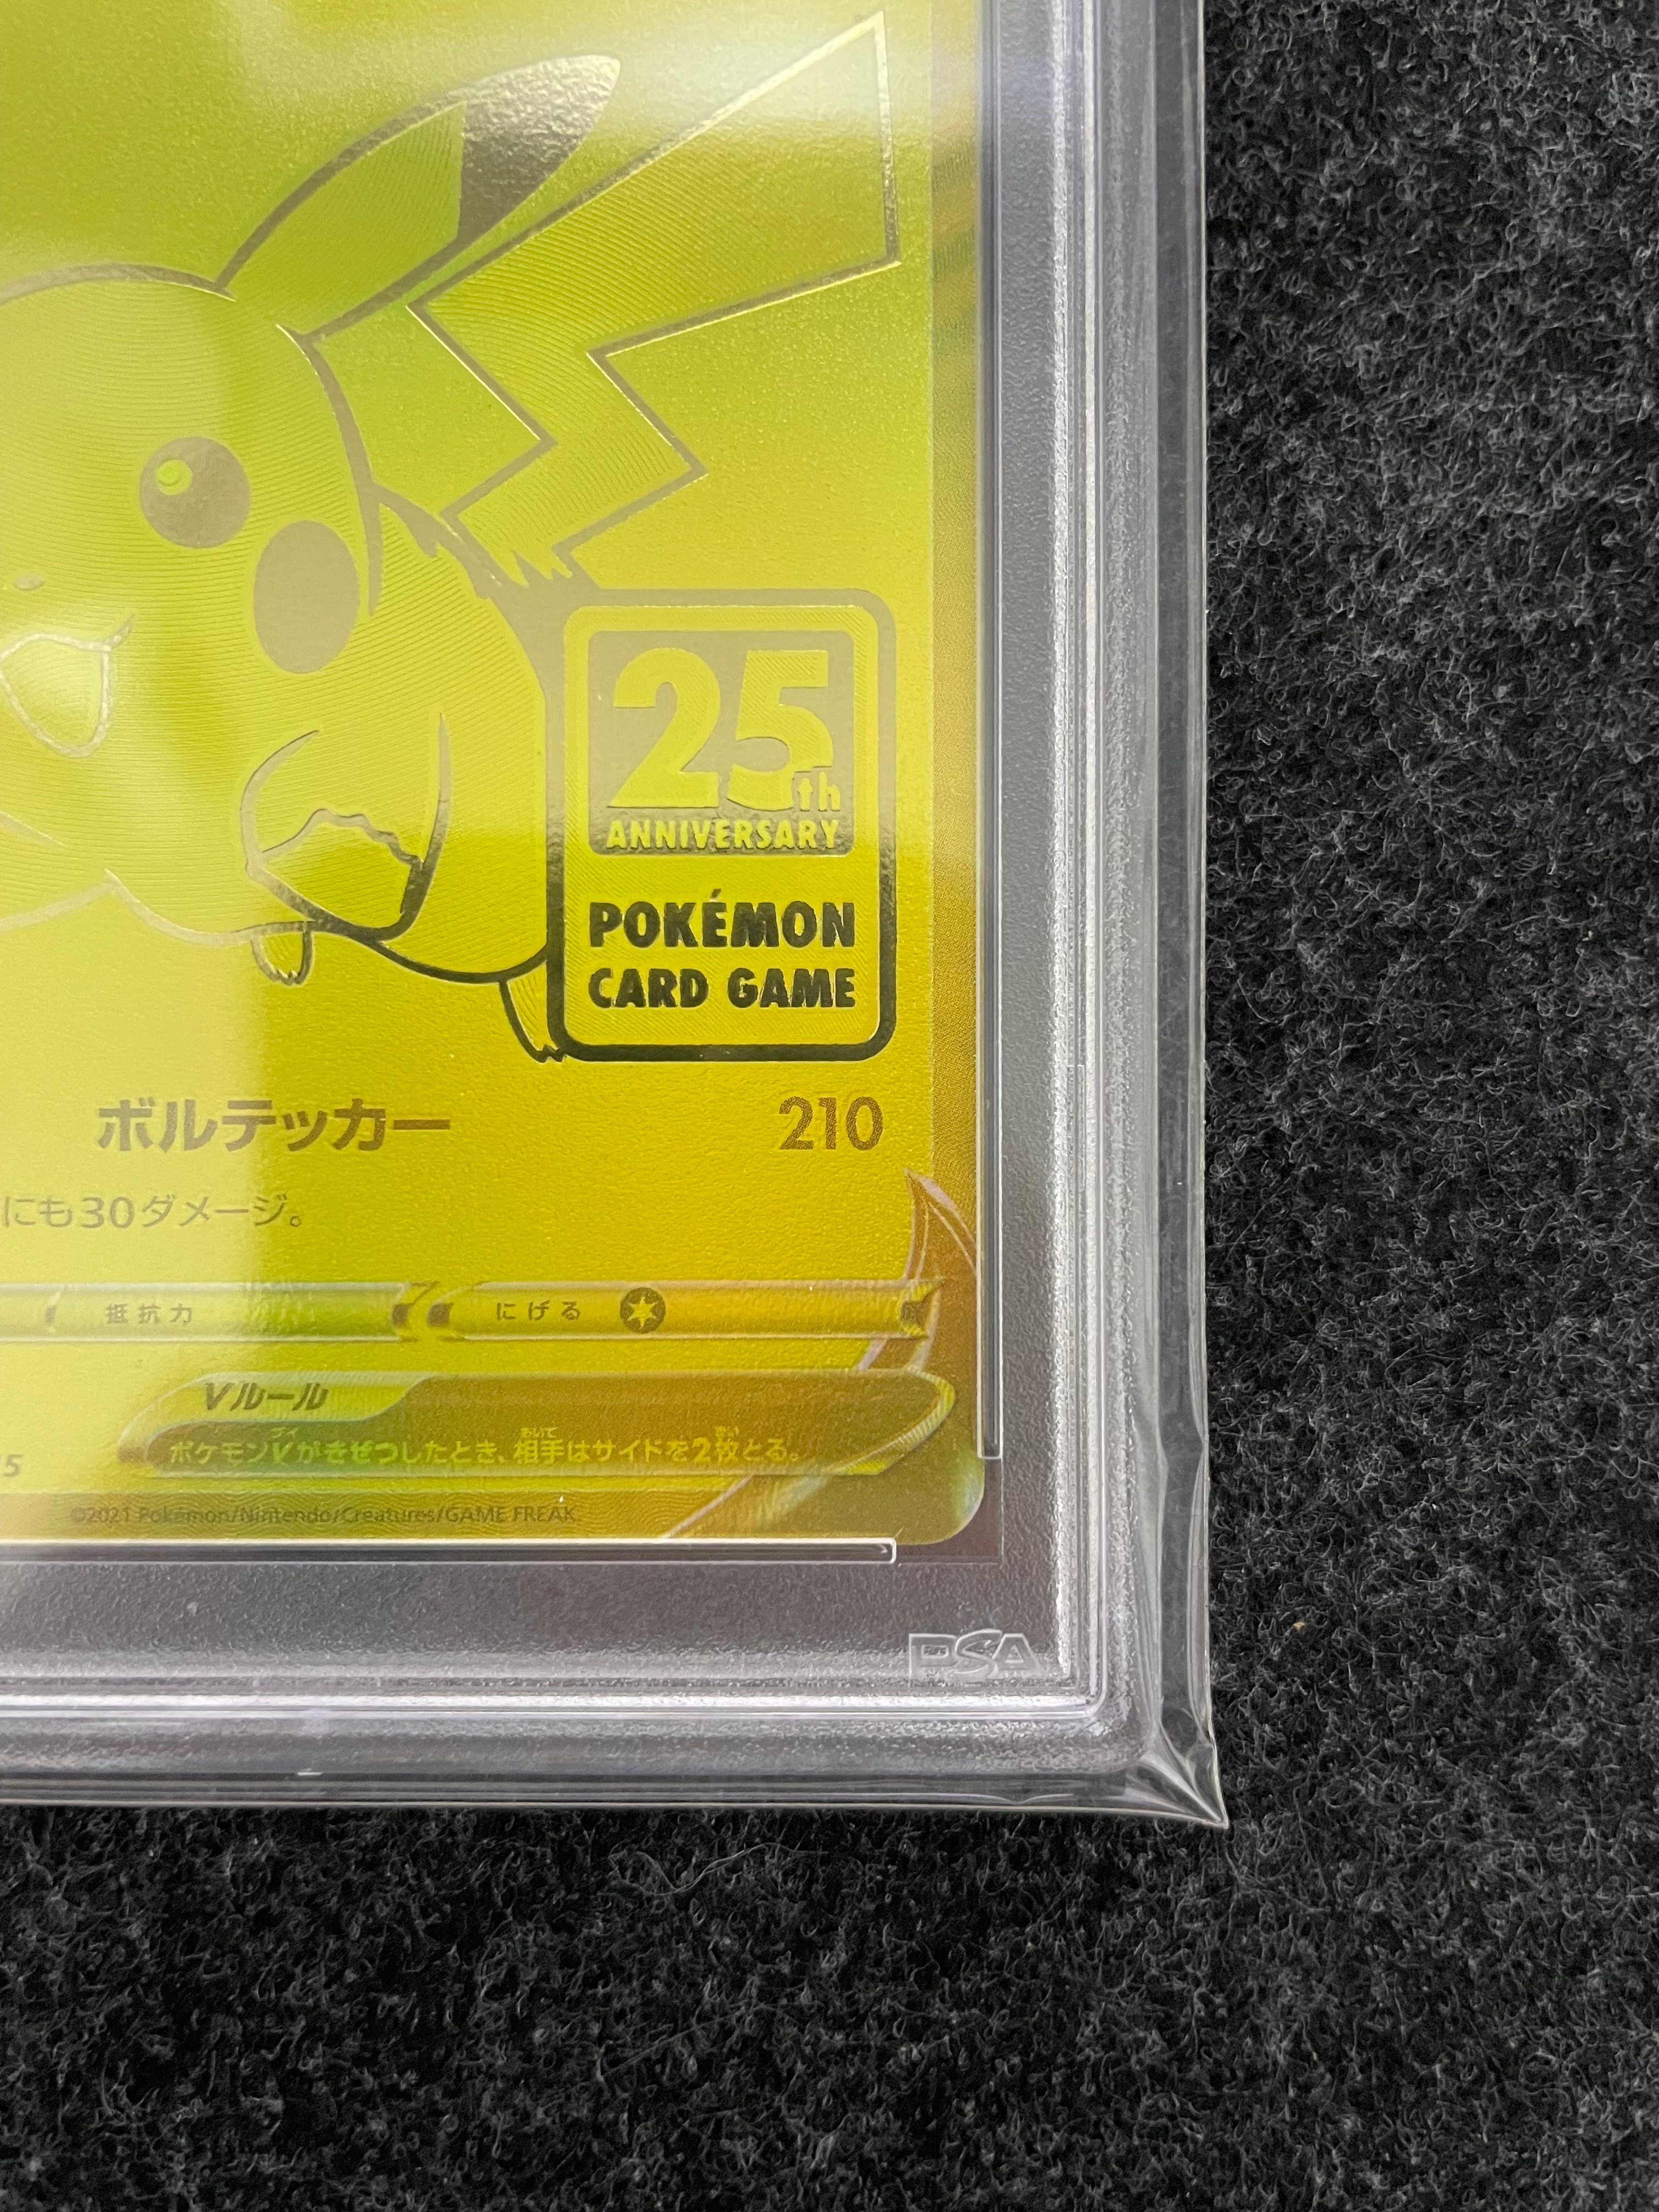 25th
ANNIVERSARY
POKÉMON
CARD GAME
ボルテッカー 210
にも30ダメージ。
抵抗力 にげる
Vルール
ポケモンVがきぜつしたとき、相手はサイドを2枚とる。
©2021 Pokémon/Nintendo/Creatures/GAME FREAK.
PSA